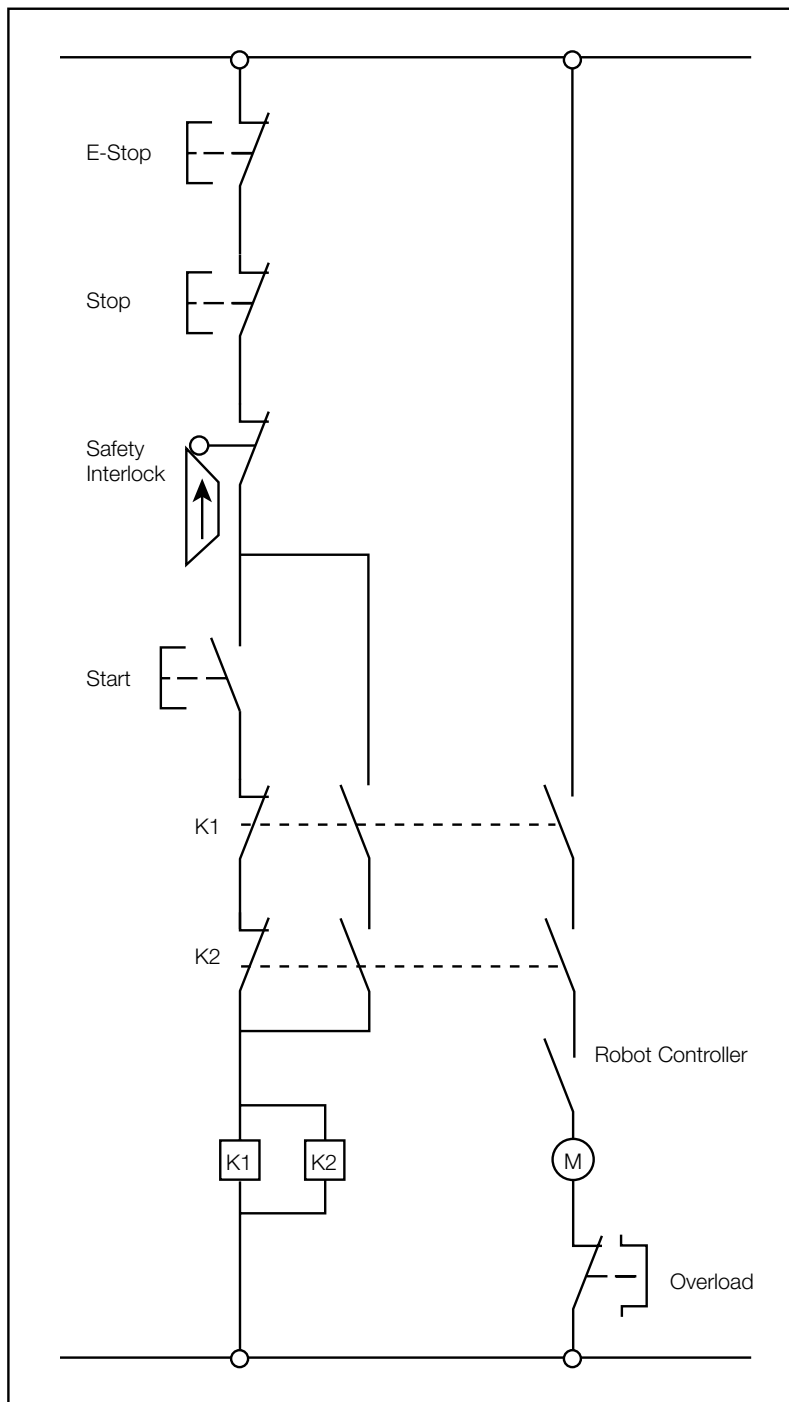 E-Stop
Stop
Safety
Interlock
Start
K1
K2
Robot Controller
K1
K2
M
Overload